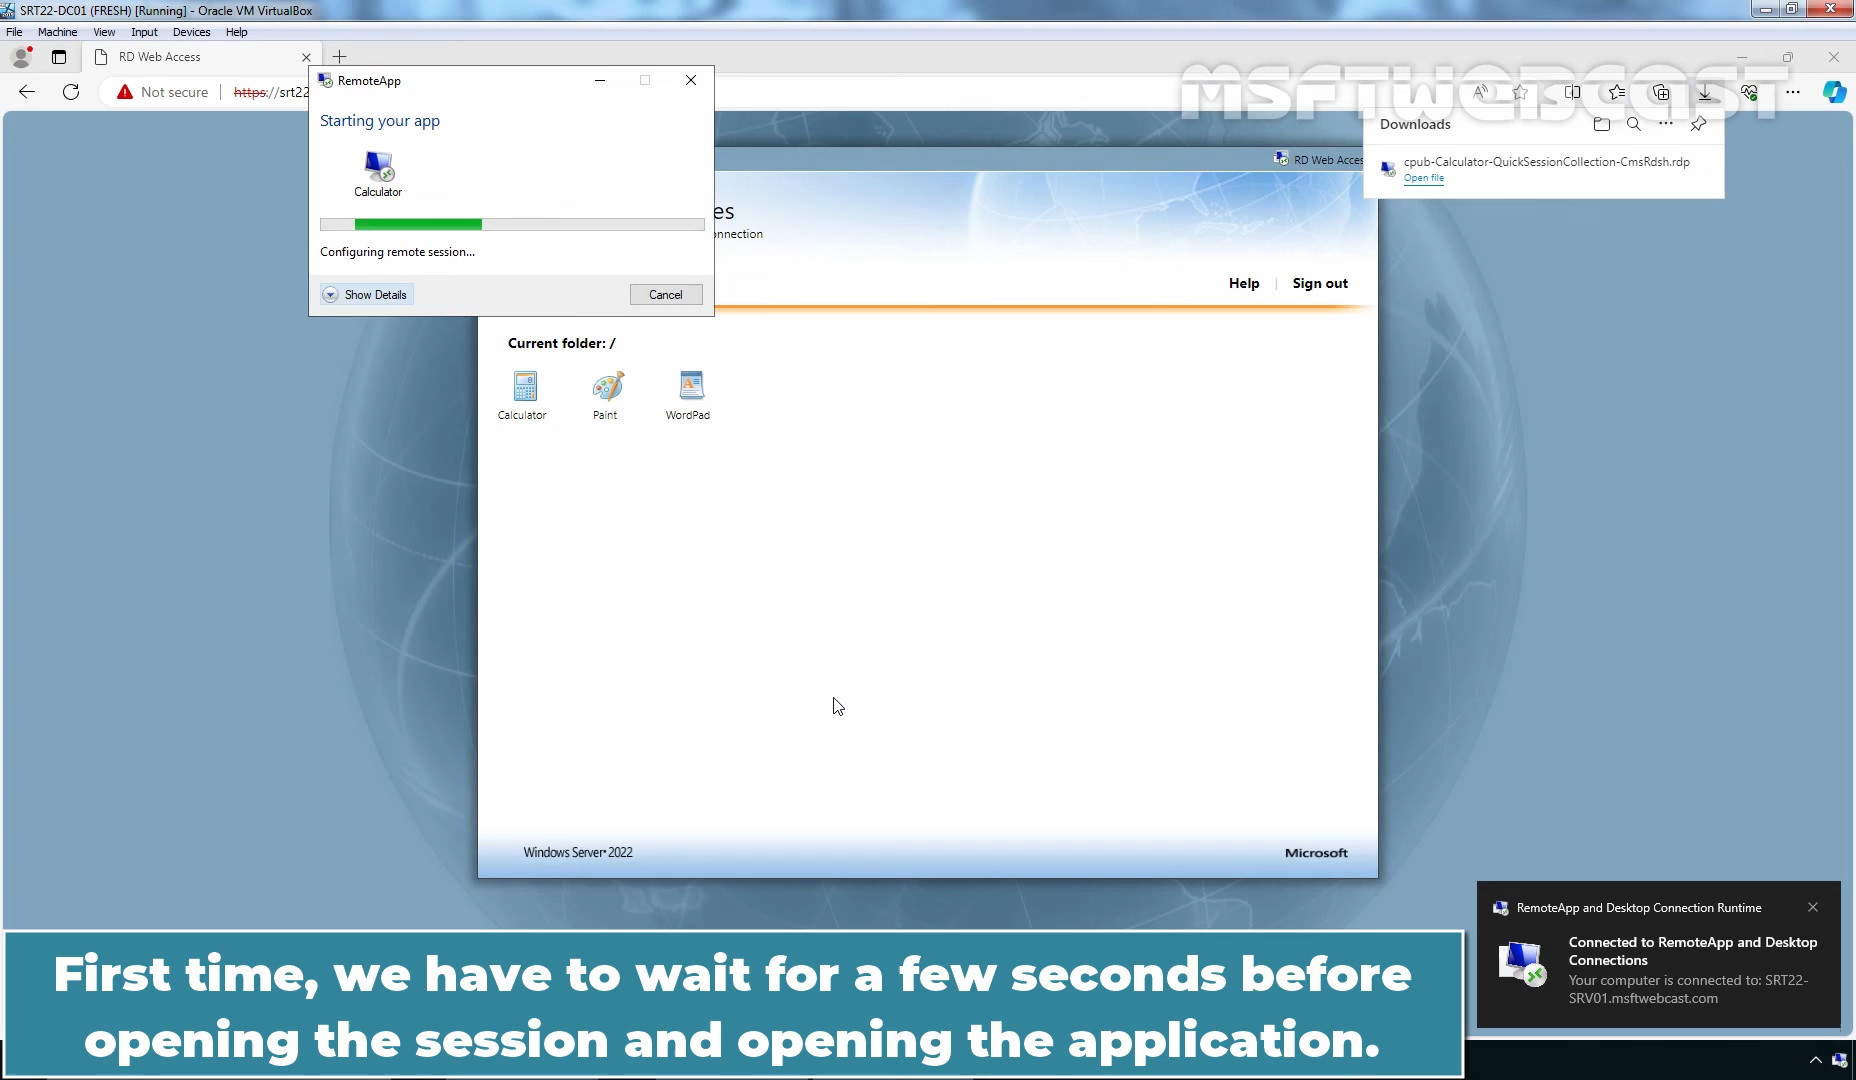 SRT22-DC01 (FRESH) [Running] - Oracle VM VirtualBox
File Machine View Input Devices Help
RD Web Access
Not secure https://srt22
MSFTWEBCAST
RemoteApp
Starting your app
Calculator
Configuring remote session...
Show Details
Cancel
Downloads
cpub-Calculator-QuickSessionCollection-CmsRdsh.rdp
Open file
RD Web Acces
es
onnection
Help | Sign out
Current folder: /
Calculator
Paint
WordPad
Windows Server 2022
Microsoft
RemoteApp and Desktop Connection Runtime
Connected to RemoteApp and Desktop
Connections
Your computer is connected to: SRT22-
SRV01.msftwebcast.com
First time, we have to wait for a few seconds before
opening the session and opening the application.